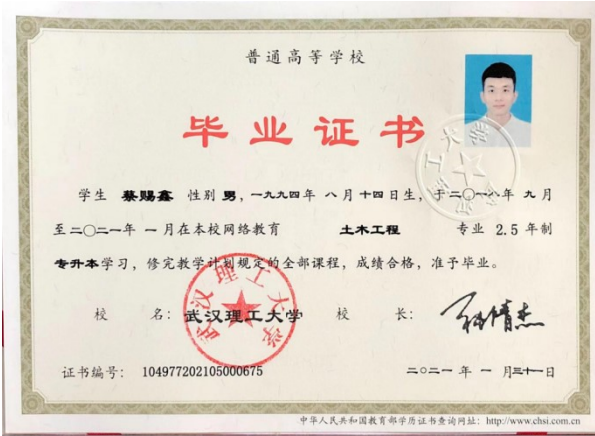 普通高等学校
毕业证书
学生 蔡赐鑫 性别 男，一九九四年 八 月 十四 日生，于二〇一八年 九 月
至二〇二一年 一 月在本校网络教育 土木工程 专业 2.5 年制
专升本学习，修完教学计划规定的全部课程，成绩合格，准予毕业。
校 名：武汉理工大学 校 长：
武汉理工大学
证书编号： 104977202105000675
二〇二一 年 一 月三十一日
中华人民共和国教育部学历证书查询网址：http://www.chsi.com.cn